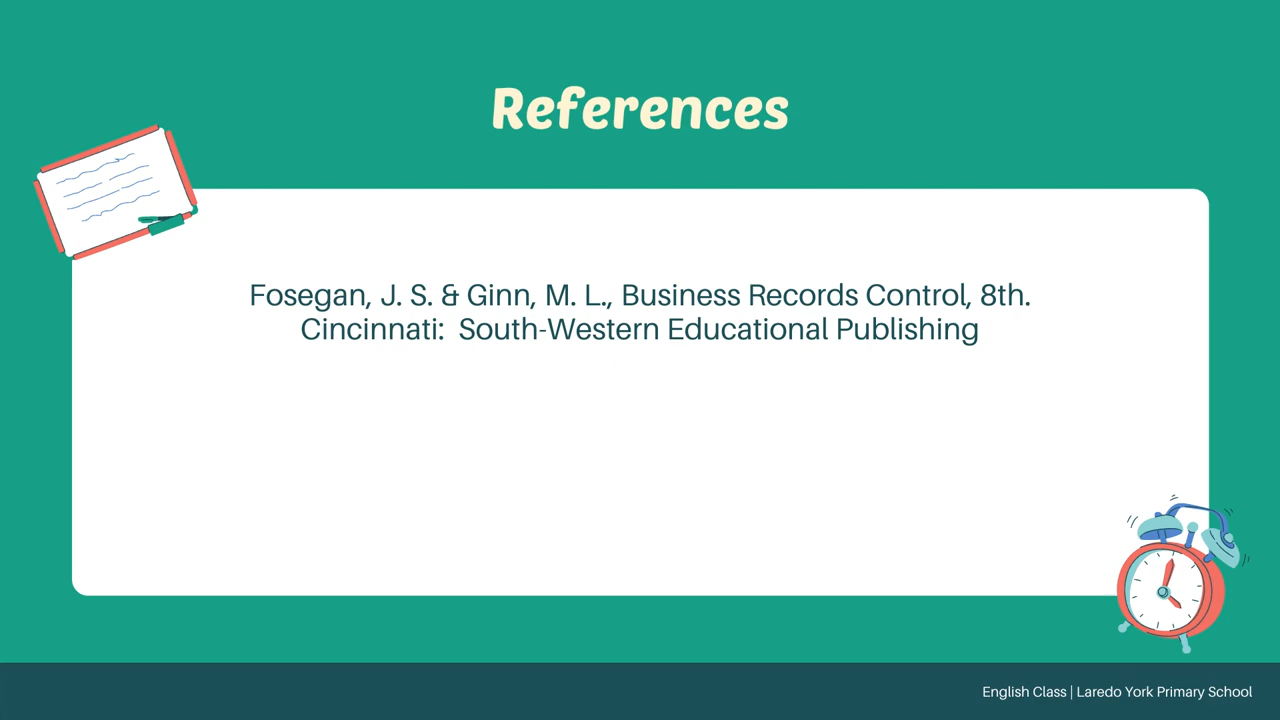 References
Fosegan, J. S. & Ginn, M. L., Business Records Control, 8th.
Cincinnati:  South-Western Educational Publishing
English Class | Laredo York Primary School